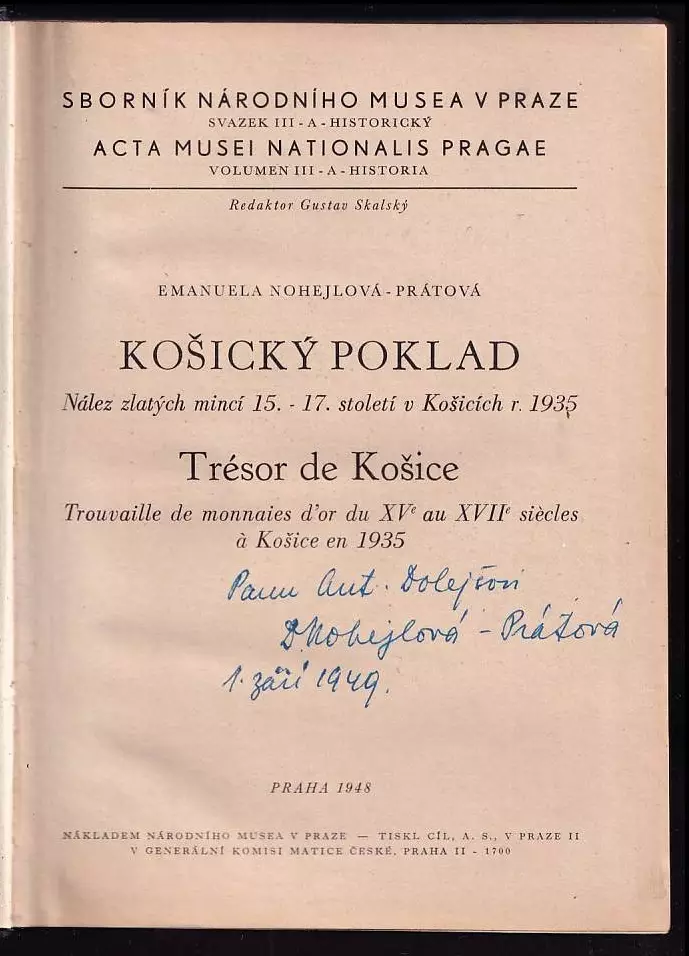 SBORNÍK NÁRODNÍHO MUSEA V PRAZE
SVAZEK III - A - HISTORICKÝ
ACTA MUSEI NATIONALIS PRAGAE
VOLUMEN III - A - HISTORIA
Redaktor Gustav Skalský
EMANUELA NOHEJLOVÁ - PRÁTOVÁ
KOŠICKÝ POKLAD
Nález zlatých mincí 15. - 17. století v Košicích r. 1935
Trésor de Košice
Trouvaille de monnaies d'or du XVe au XVIIe siècles
à Košice en 1935
Panu Ant. Dolejšovi
DNohejlová - Prátová
1. září 1949.
PRAHA 1948
NÁKLADEM NÁRODNÍHO MUSEA V PRAZE — TISKL CÍL, A. S., V PRAZE II
V GENERÁLNÍ KOMISI MATICE ČESKÉ, PRAHA II - 1700